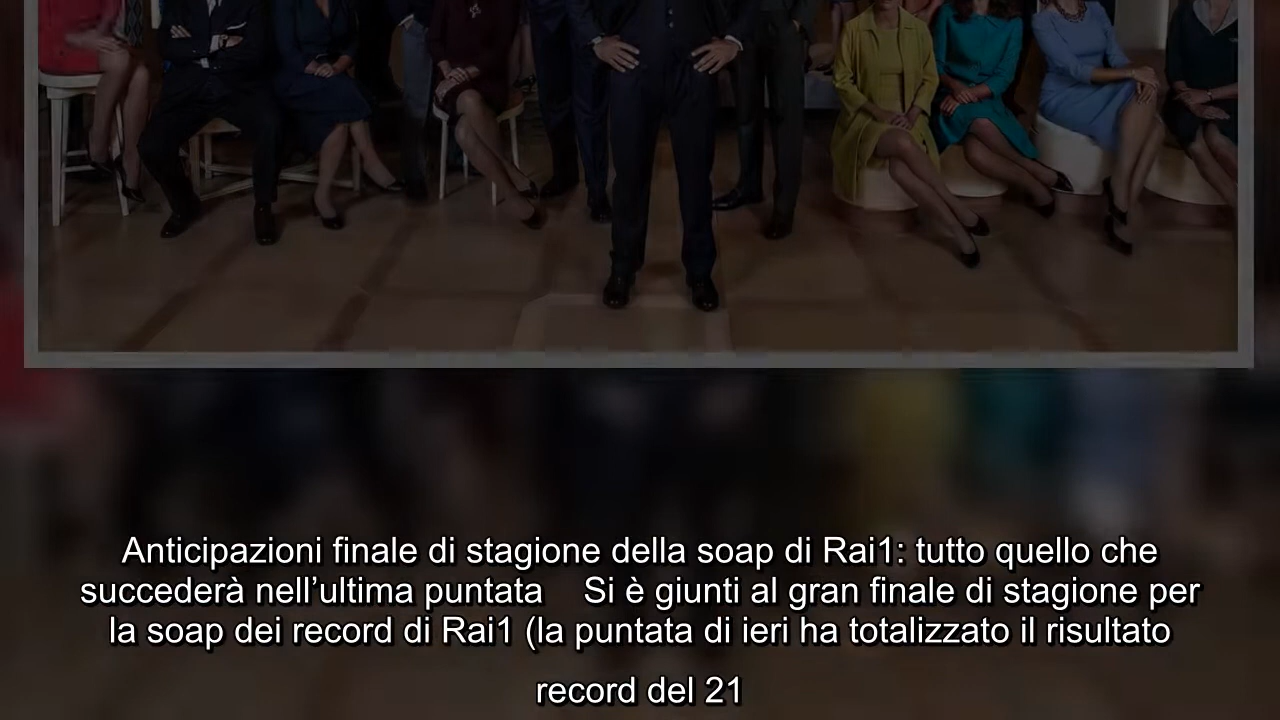 Anticipazioni finale di stagione della soap di Rai1: tutto quello che
succederà nell’ultima puntata    Si è giunti al gran finale di stagione per
la soap dei record di Rai1 (la puntata di ieri ha totalizzato il risultato
record del 21